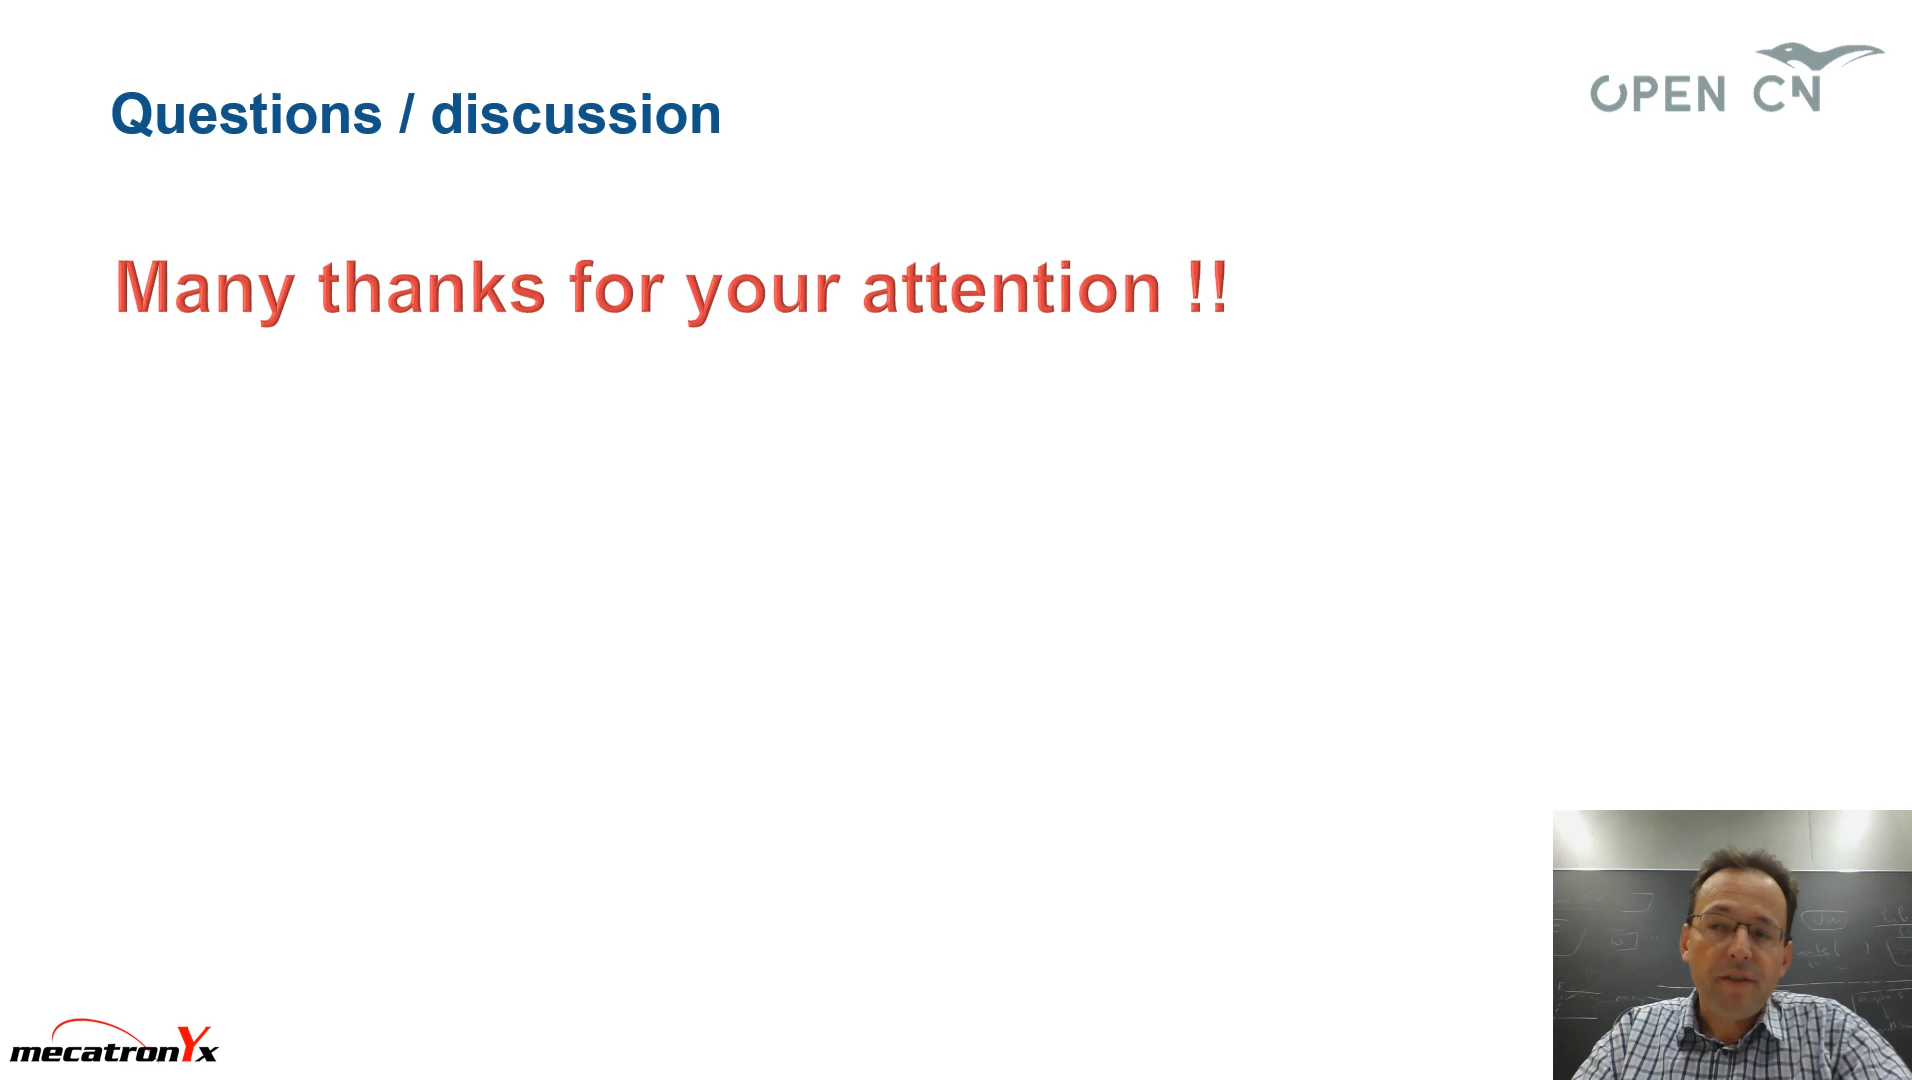 OPEN CN
Questions / discussion
Many thanks for your attention !!
mecatronYx